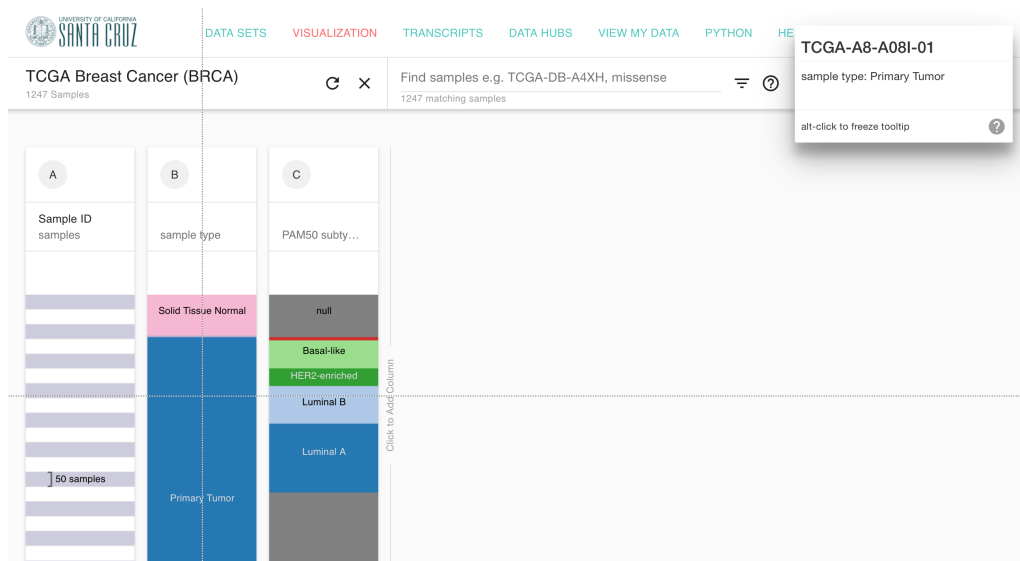 UNIVERSITY OF CALIFORNIA
SANTA CRUZ
DATA SETS
VISUALIZATION
TRANSCRIPTS
DATA HUBS
VIEW MY DATA
PYTHON
HE
TCGA-A8-A08I-01
sample type: Primary Tumor
alt-click to freeze tooltip
?
TCGA Breast Cancer (BRCA)
1247 Samples
Find samples e.g. TCGA-DB-A4XH, missense
1247 matching samples
?
A
B
C
Sample ID
samples
sample type
PAM50 subty…
Solid Tissue Normal
null
Basal-like
HER2-enriched
Luminal B
Luminal A
50 samples
Primary Tumor
Click to Add Column